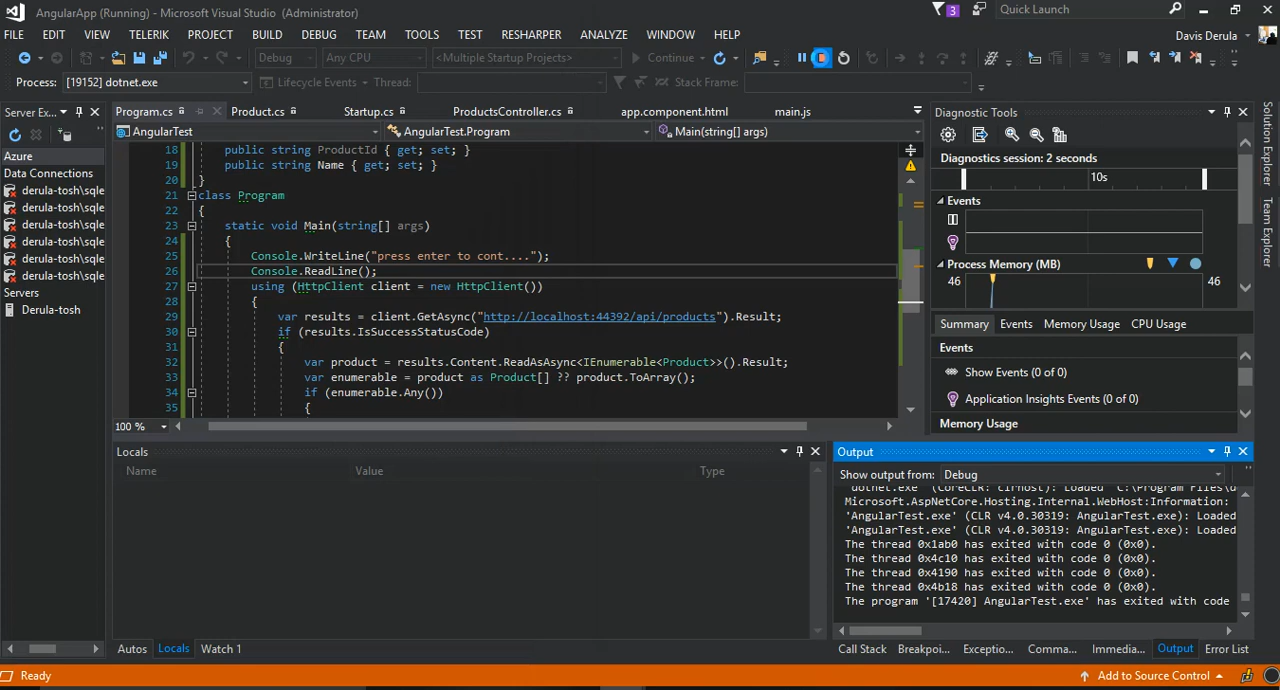 AngularApp (Running) - Microsoft Visual Studio (Administrator)
3
Quick Launch
FILE EDIT VIEW TELERIK PROJECT BUILD DEBUG TEAM TOOLS TEST RESHARPER ANALYZE WINDOW HELP
Davis Derula
Debug Any CPU <Multiple Startup Projects> Continue
Process: [19152] dotnet.exe Lifecycle Events Thread: Stack Frame:
Server Ex...
Azure
Data Connections
derula-tosh\sqle
derula-tosh\sqle
derula-tosh\sqle
derula-tosh\sqle
derula-tosh\sqle
derula-tosh\sqle
Servers
Derula-tosh
Program.cs Product.cs Startup.cs ProductsController.cs app.component.html main.js
AngularTest AngularTest.Program Main(string[] args)
18 public string ProductId { get; set; }
19 public string Name { get; set; }
20 }
21 class Program
22 {
23 static void Main(string[] args)
24 {
25 Console.WriteLine("press enter to cont....");
26 Console.ReadLine();
27 using (HttpClient client = new HttpClient())
28 {
29 var results = client.GetAsync("http://localhost:44392/api/products").Result;
30 if (results.IsSuccessStatusCode)
31 {
32 var product = results.Content.ReadAsAsync<IEnumerable<Product>>().Result;
33 var enumerable = product as Product[] ?? product.ToArray();
34 if (enumerable.Any())
35 {
100 %
Diagnostic Tools
Diagnostics session: 2 seconds
10s
Events
Process Memory (MB)
46 46
Summary Events Memory Usage CPU Usage
Events
Show Events (0 of 0)
Application Insights Events (0 of 0)
Memory Usage
Solution Explorer
Team Explorer
Locals
Name Value Type
Autos Locals Watch 1
Output
Show output from: Debug
'dotnet.exe' (CoreCLR: clrhost): Loaded 'C:\Program Files\d
Microsoft.AspNetCore.Hosting.Internal.WebHost:Information:
'AngularTest.exe' (CLR v4.0.30319: AngularTest.exe): Loaded
'AngularTest.exe' (CLR v4.0.30319: AngularTest.exe): Loaded
The thread 0x1ab0 has exited with code 0 (0x0).
The thread 0x4c10 has exited with code 0 (0x0).
The thread 0x4190 has exited with code 0 (0x0).
The thread 0x4b18 has exited with code 0 (0x0).
The program '[17420] AngularTest.exe' has exited with code
Call Stack Breakpoi... Exceptio... Comma... Immedia... Output Error List
Ready
Add to Source Control